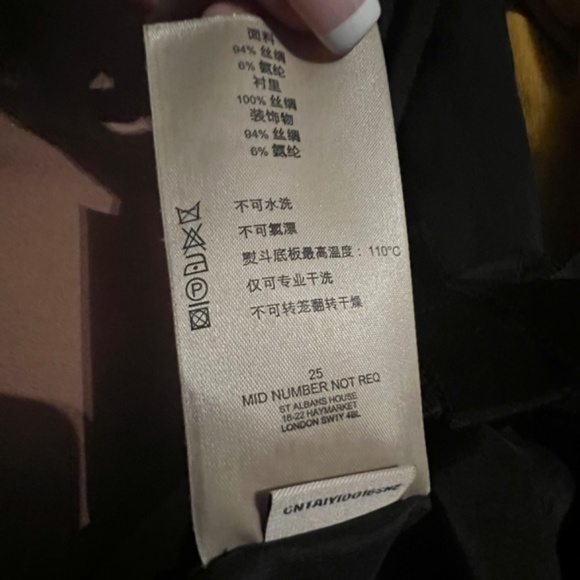 面料
94% 丝绸
6% 氨纶
衬里
100% 丝绸
装饰物
94% 丝绸
6% 氨纶
不可水洗
不可氯漂
熨斗底板最高温度：110°C
P
仅可专业干洗
不可转笼翻转干燥
25
MID NUMBER NOT REQ
ST ALBANS HOUSE
16-22 HAYMARKET
LONDON SW1Y 4BL